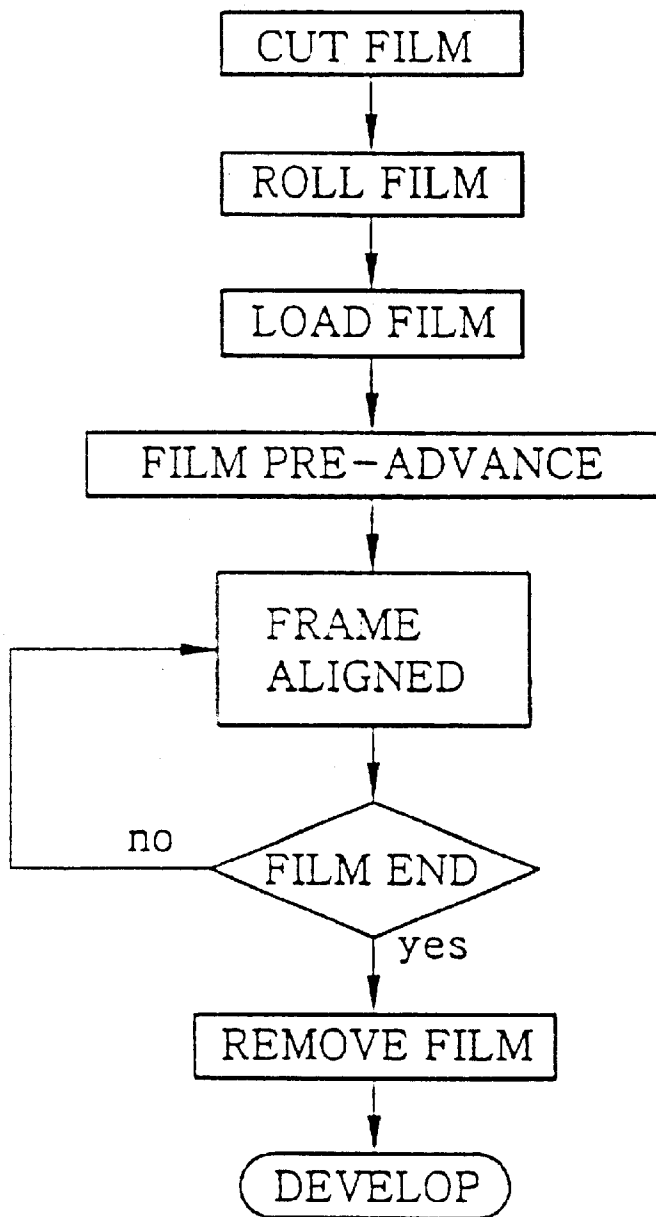 CUT FILM
ROLL FILM
LOAD FILM
FILM PRE-ADVANCE
FRAME
ALIGNED
no
FILM END
yes
REMOVE FILM
DEVELOP